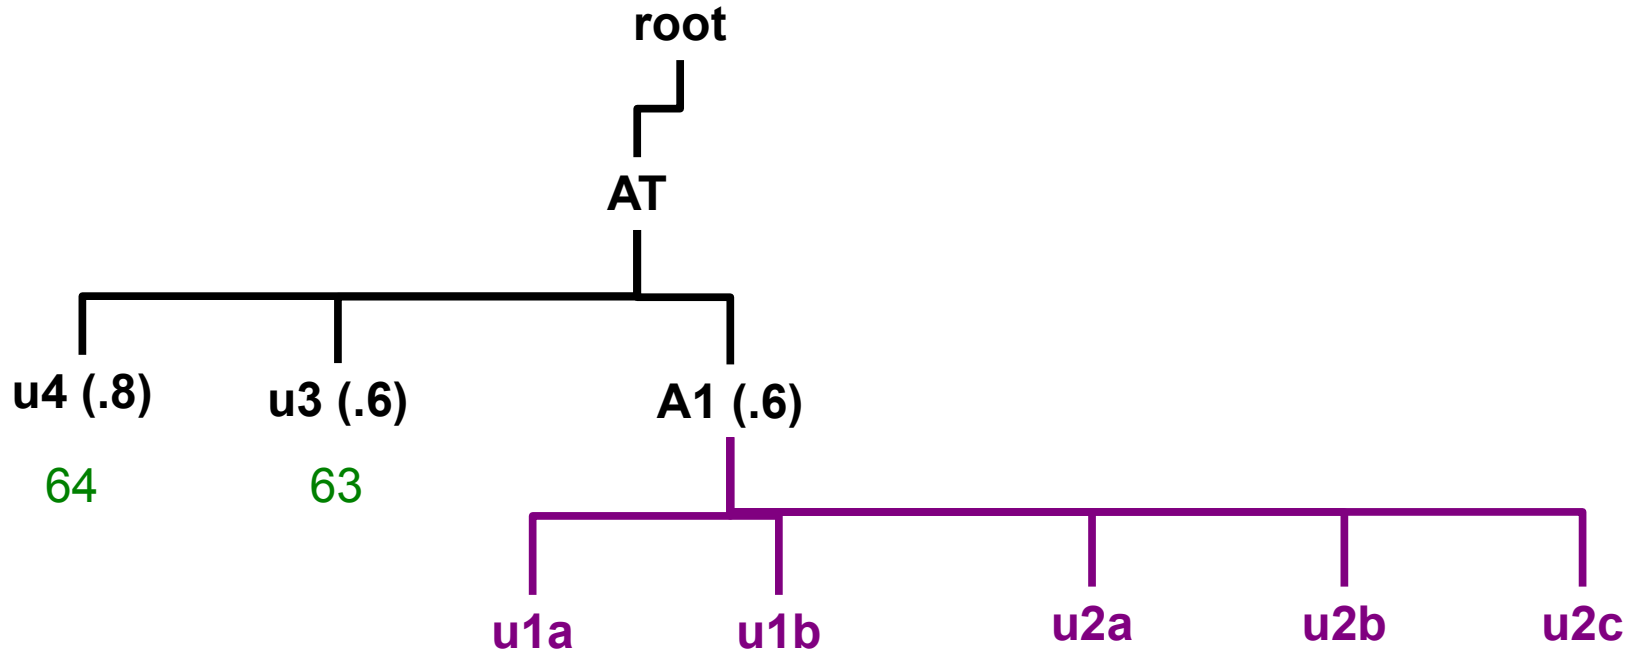 root
AT
u4 (.8)
u3 (.6)
A1 (.6)
64
63
u1a
u1b
u2a
u2b
u2c